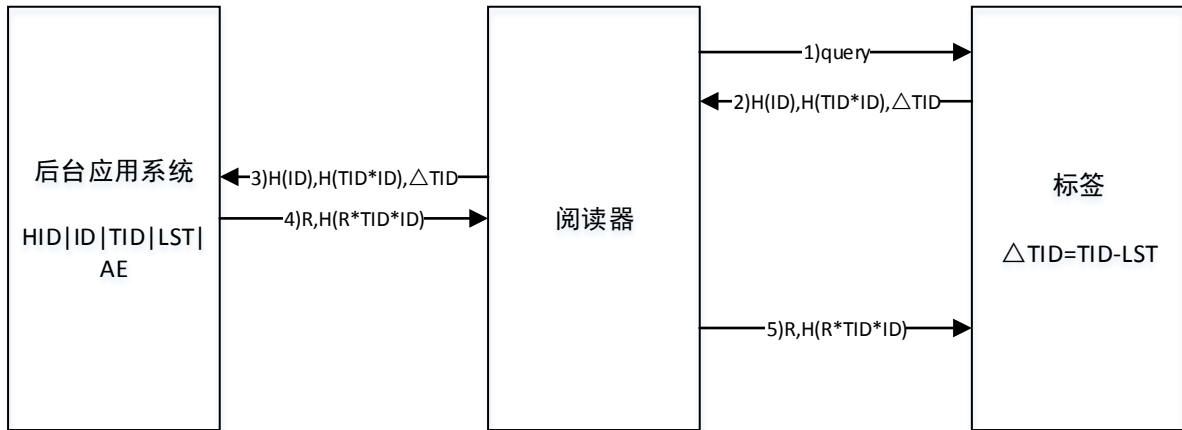 1)query
2)H(ID),H(TID*ID),△TID
后台应用系统
HID|ID|TID|LST|
AE
3)H(ID),H(TID*ID),△TID
4)R,H(R*TID*ID)
阅读器
标签
△TID=TID-LST
5)R,H(R*TID*ID)